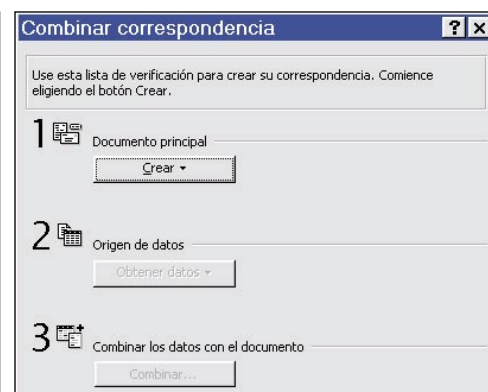 Combinar correspondencia
Use esta lista de verificación para crear su correspondencia. Comience
eligiendo el botón Crear.
1 Documento principal
Crear
2 Origen de datos
Obtener datos
3 Combinar los datos con el documento
Combinar...